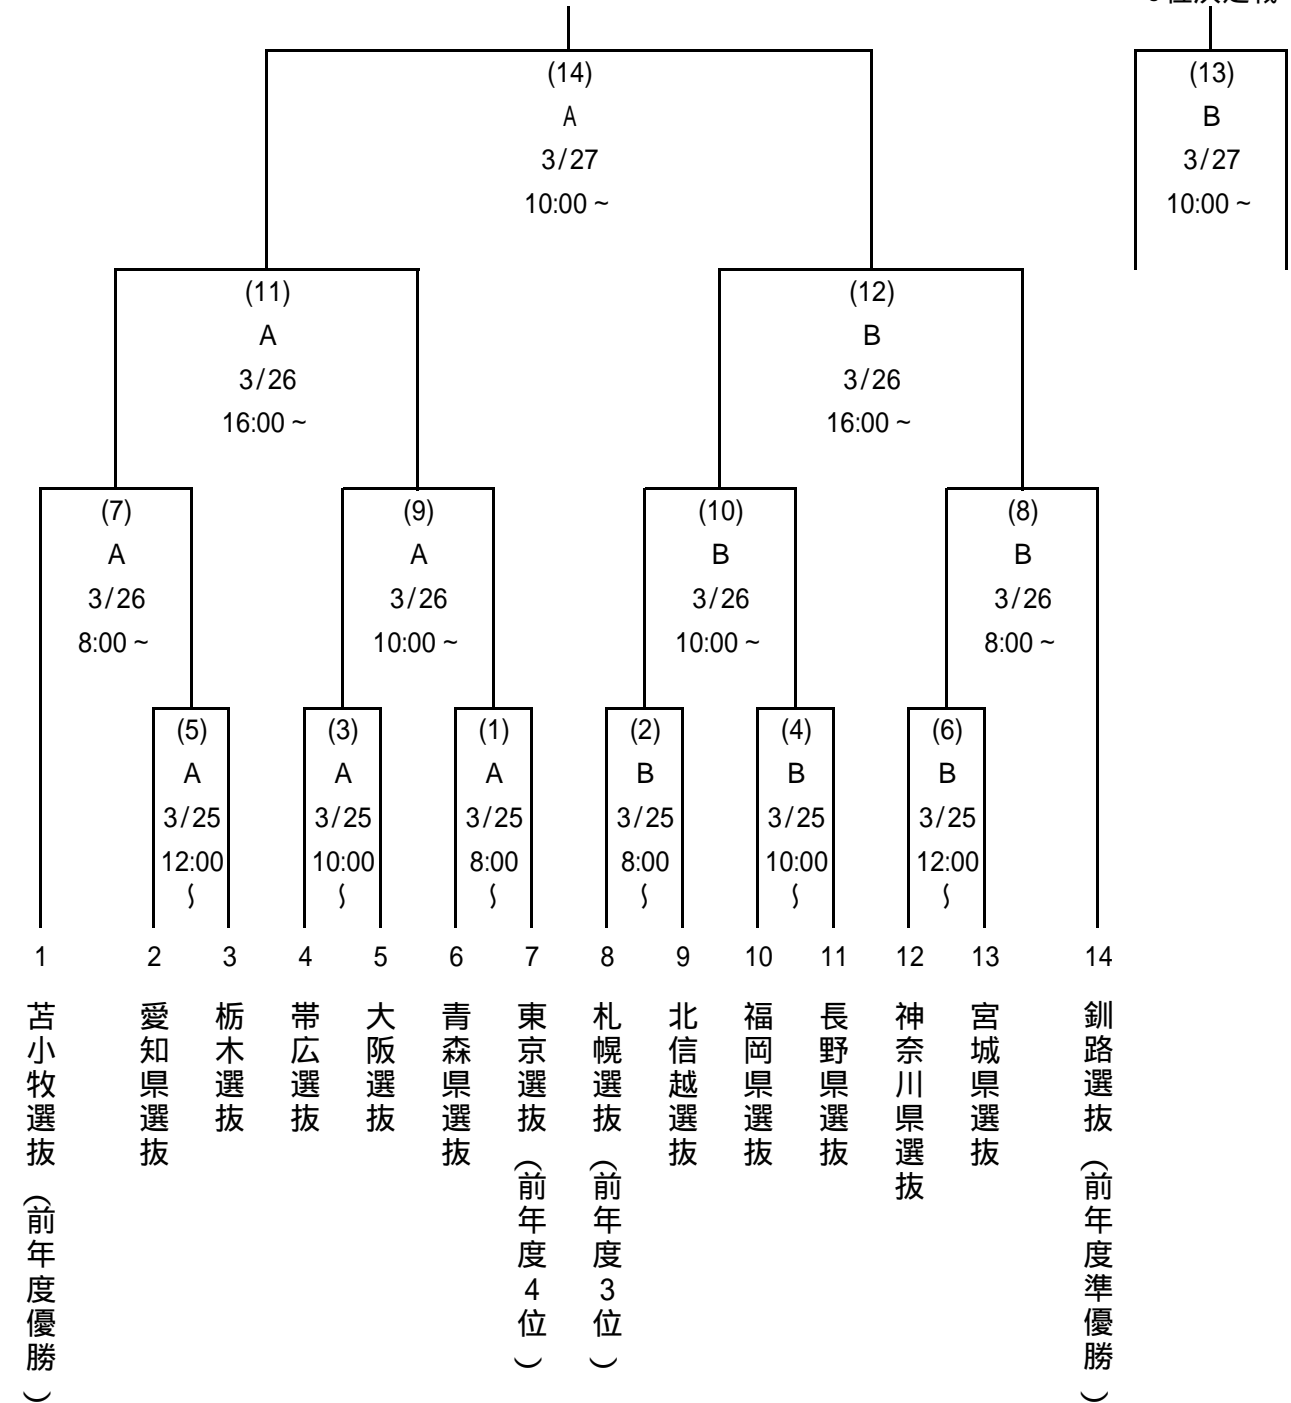 (14)
A
3/27
10:00 ~
(13)
B
3/27
10:00 ~
(11)
A
3/26
16:00 ~
(12)
B
3/26
16:00 ~
(7)
A
3/26
8:00 ~
(9)
A
3/26
10:00 ~
(10)
B
3/26
10:00 ~
(8)
B
3/26
8:00 ~
(5)
A
3/25
12:00
~
(3)
A
3/25
10:00
~
(1)
A
3/25
8:00
~
(2)
B
3/25
8:00
~
(4)
B
3/25
10:00
~
(6)
B
3/25
12:00
~
1
苫小牧選抜(前年度優勝)
2
愛知県選抜
3
栃木選抜
4
帯広選抜
5
大阪選抜
6
青森県選抜
7
東京選抜(前年度4位)
8
札幌選抜(前年度3位)
9
北信越選抜
10
福岡県選抜
11
長野県選抜
12
神奈川県選抜
13
宮城県選抜
14
釧路選抜(前年度準優勝)